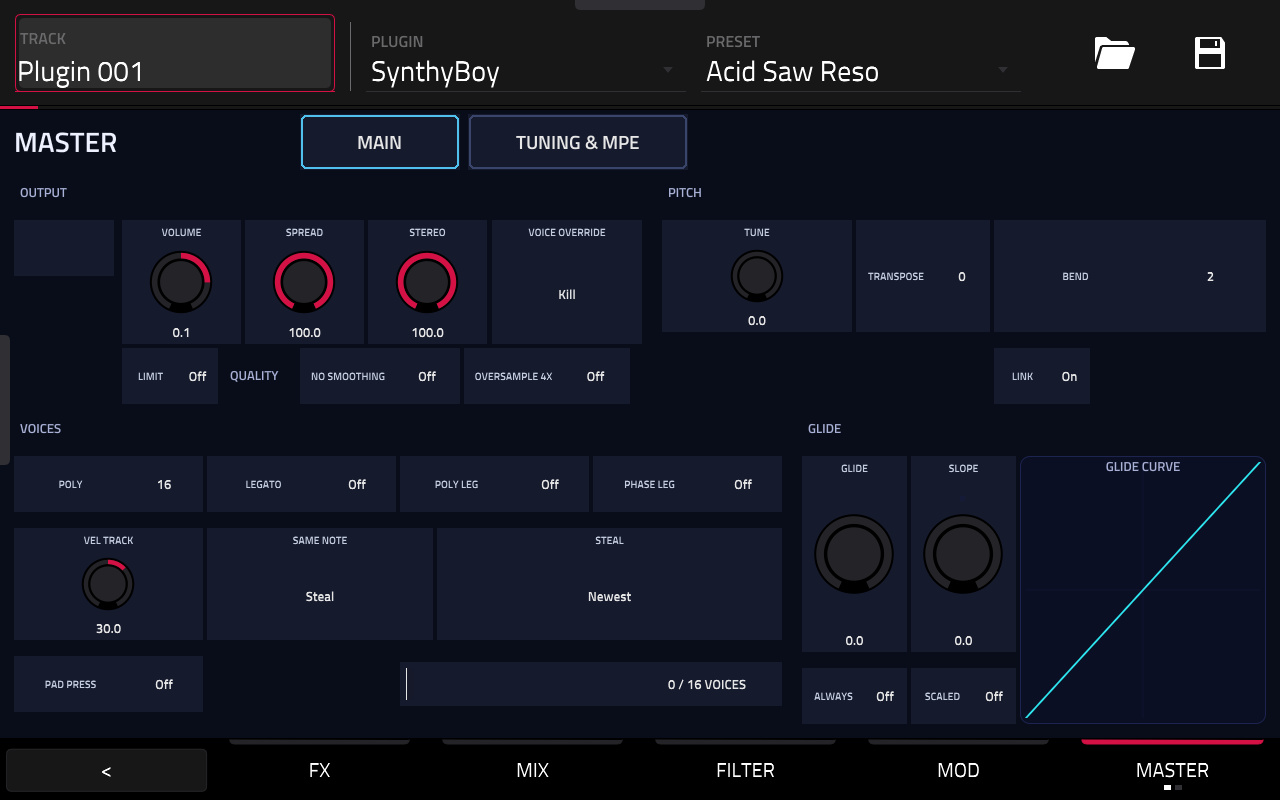 TRACK
Plugin 001
PLUGIN
SynthyBoy
PRESET
Acid Saw Reso
MASTER
MAIN
TUNING & MPE
OUTPUT
PITCH
VOLUME
0.1
SPREAD
100.0
STEREO
100.0
VOICE OVERRIDE
Kill
TUNE
0.0
TRANSPOSE 0
BEND 2
LIMIT Off
QUALITY
NO SMOOTHING Off
OVERSAMPLE 4X Off
LINK On
VOICES
GLIDE
POLY 16
LEGATO Off
POLY LEG Off
PHASE LEG Off
VEL TRACK
30.0
SAME NOTE
Steal
STEAL
Newest
GLIDE
0.0
SLOPE
0.0
GLIDE CURVE
PAD PRESS Off
0 / 16 VOICES
ALWAYS Off
SCALED Off
<
FX
MIX
FILTER
MOD
MASTER